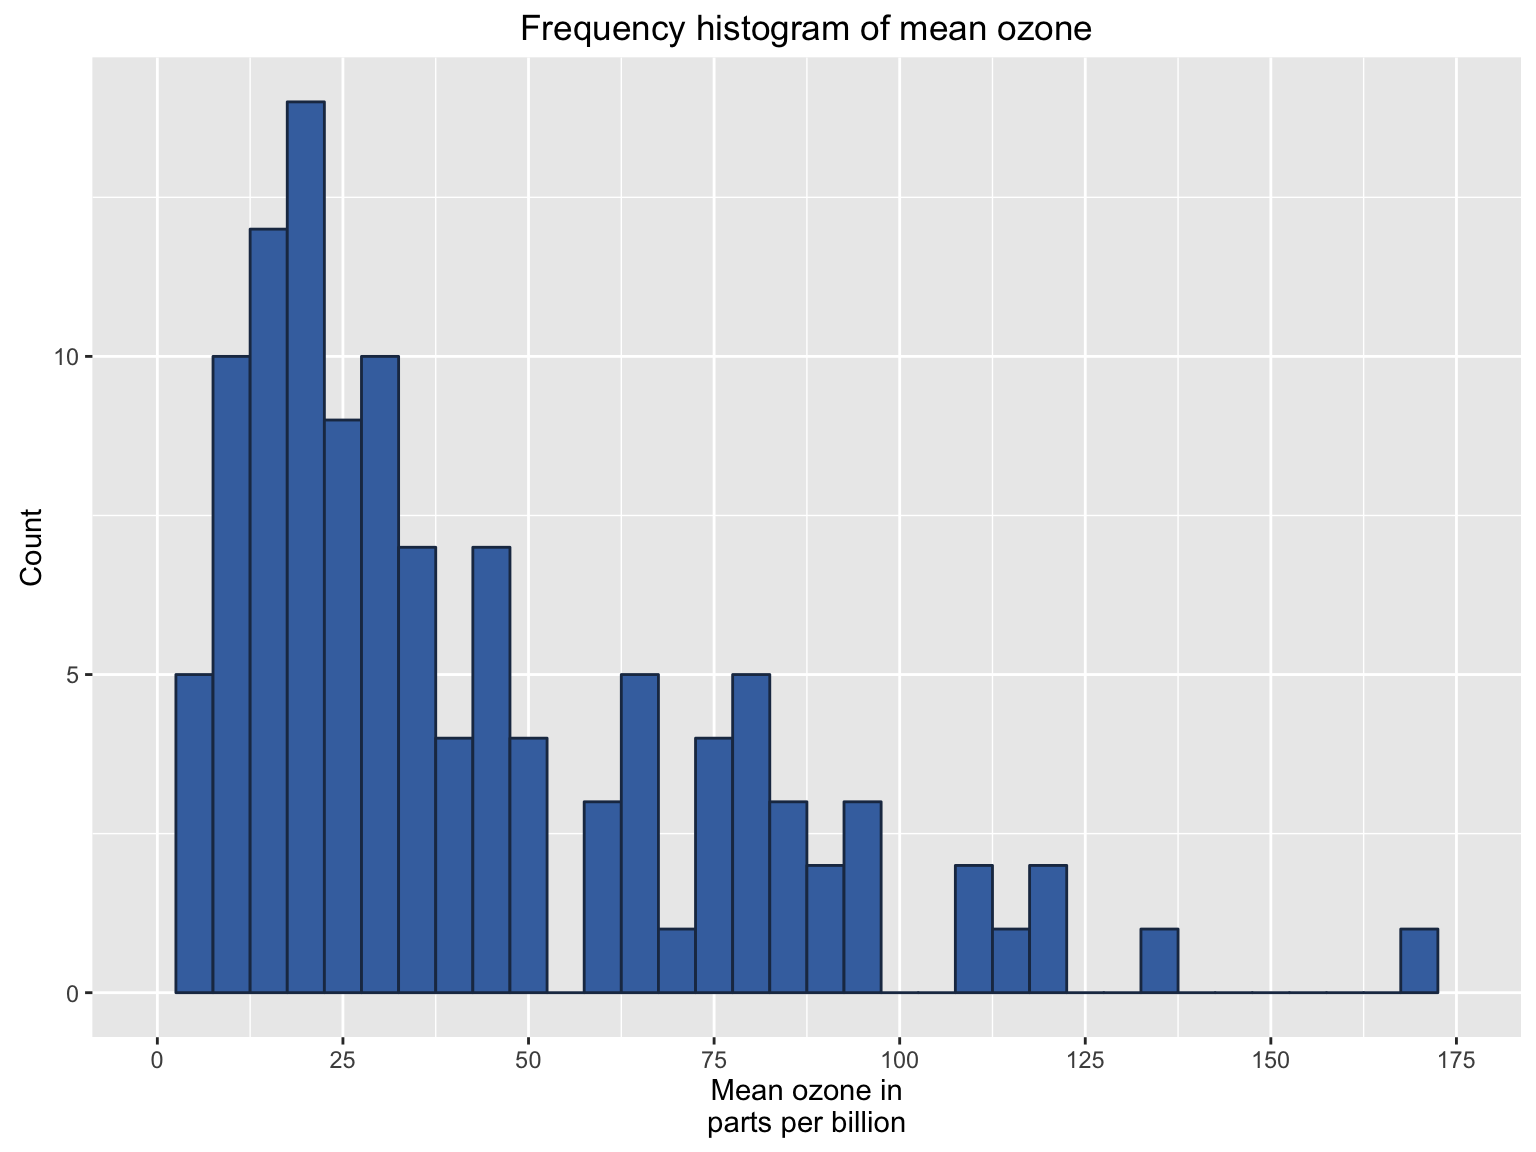 Frequency histogram of mean ozone
Count
10
5
0
0 25 50 75 100 125 150 175
Mean ozone in
parts per billion